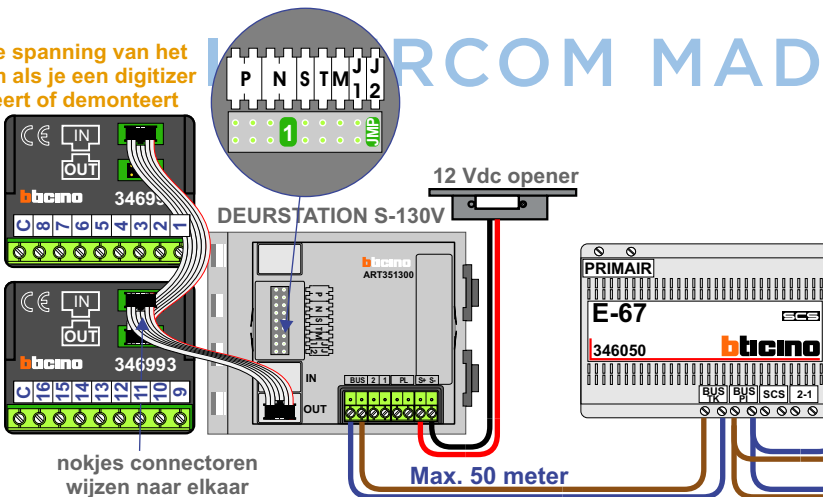 e spanning van het
als je een digitizer
eert of demonteert
RCOM MAD
P N S T M J1 J2
1 JMP
IN
OUT
bticino
C 8 7 6 5 4 3 2 1
12 Vdc opener
DEURSTATION S-130V
bticino
ART351300
P N S T M J1 J2
IN
OUT
BUS 2 1 PL S+ S-
IN
OUT
bticino 346993
C 16 15 14 13 12 11 10 9
nokjes connectoren
wijzen naar elkaar
Max. 50 meter
PRIMAIR
E-67
SCS
346050
bticino
BUS TK BUS PI SCS 2-1